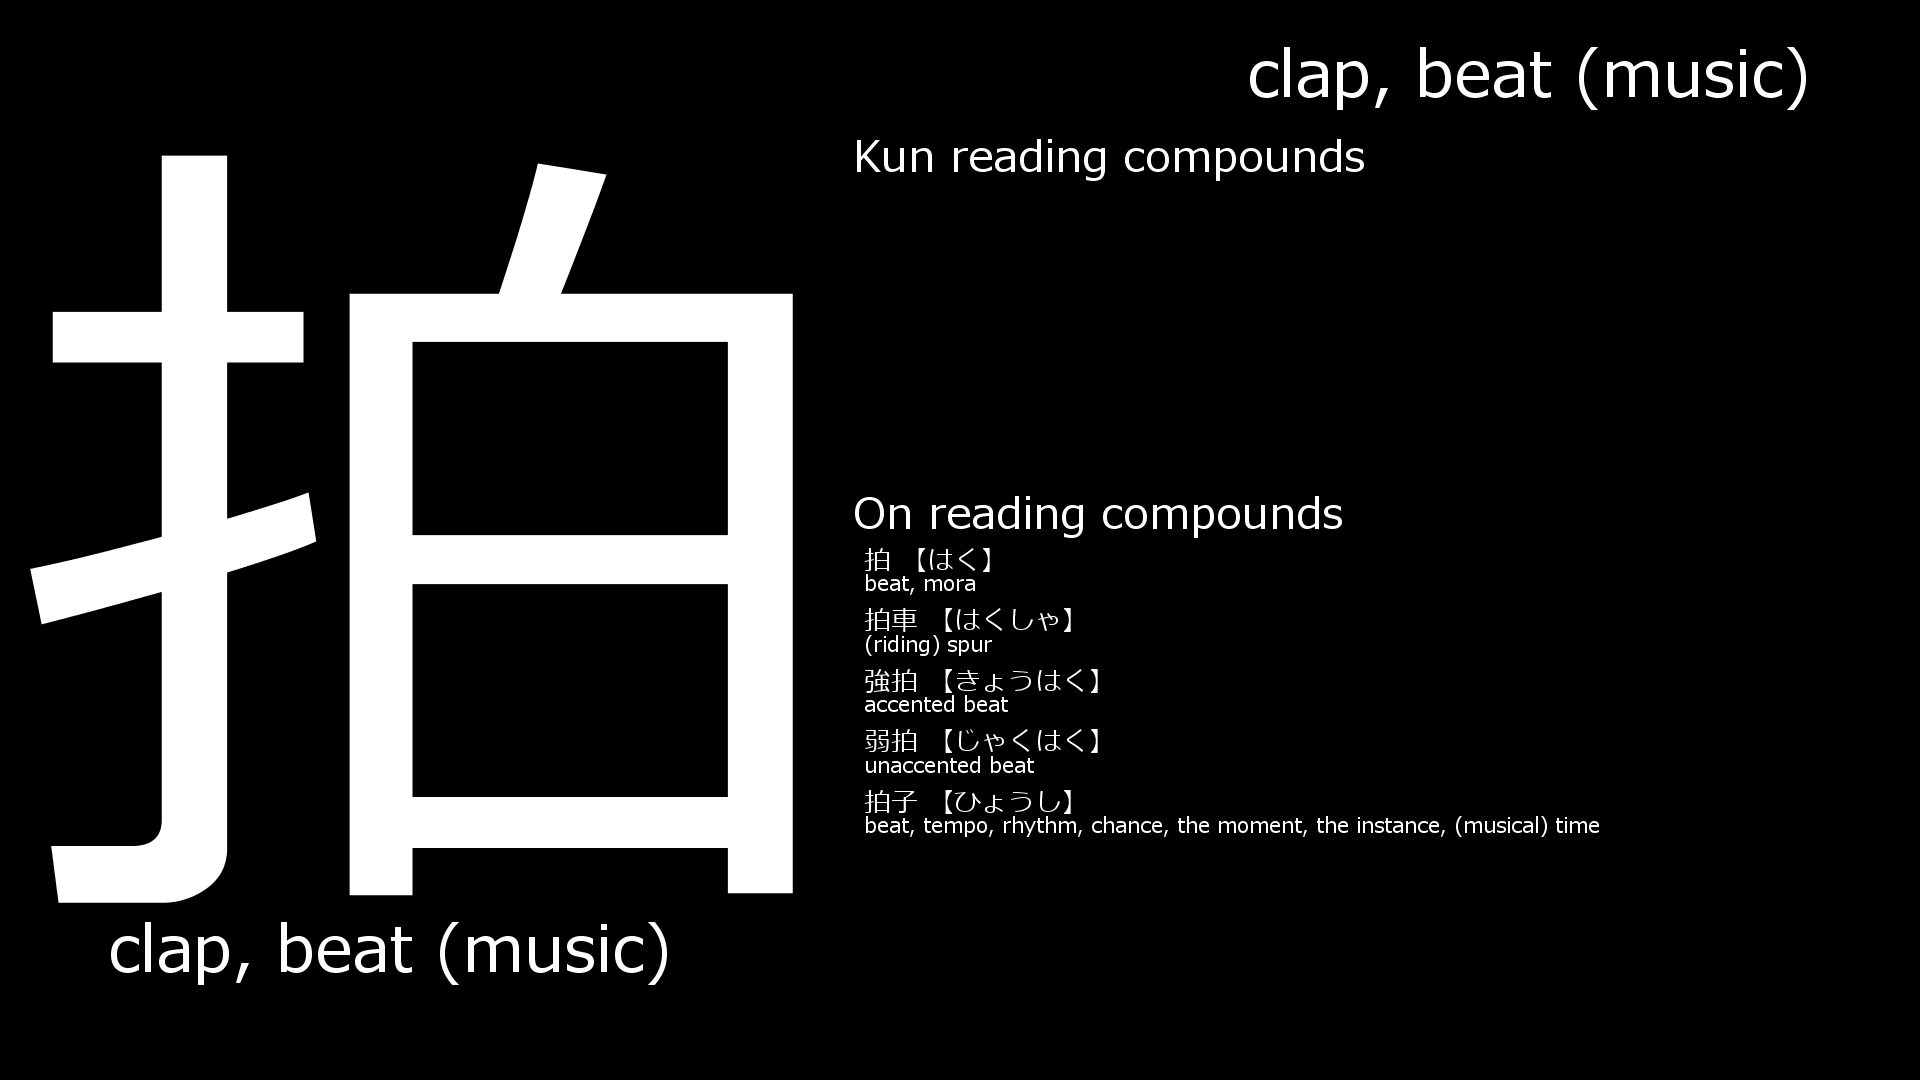 拍
clap, beat (music)
clap, beat (music)
Kun reading compounds
On reading compounds
拍 【はく】
beat, mora
拍車 【はくしゃ】
(riding) spur
強拍 【きょうはく】
accented beat
弱拍 【じゃくはく】
unaccented beat
拍子 【ひょうし】
beat, tempo, rhythm, chance, the moment, the instance, (musical) time